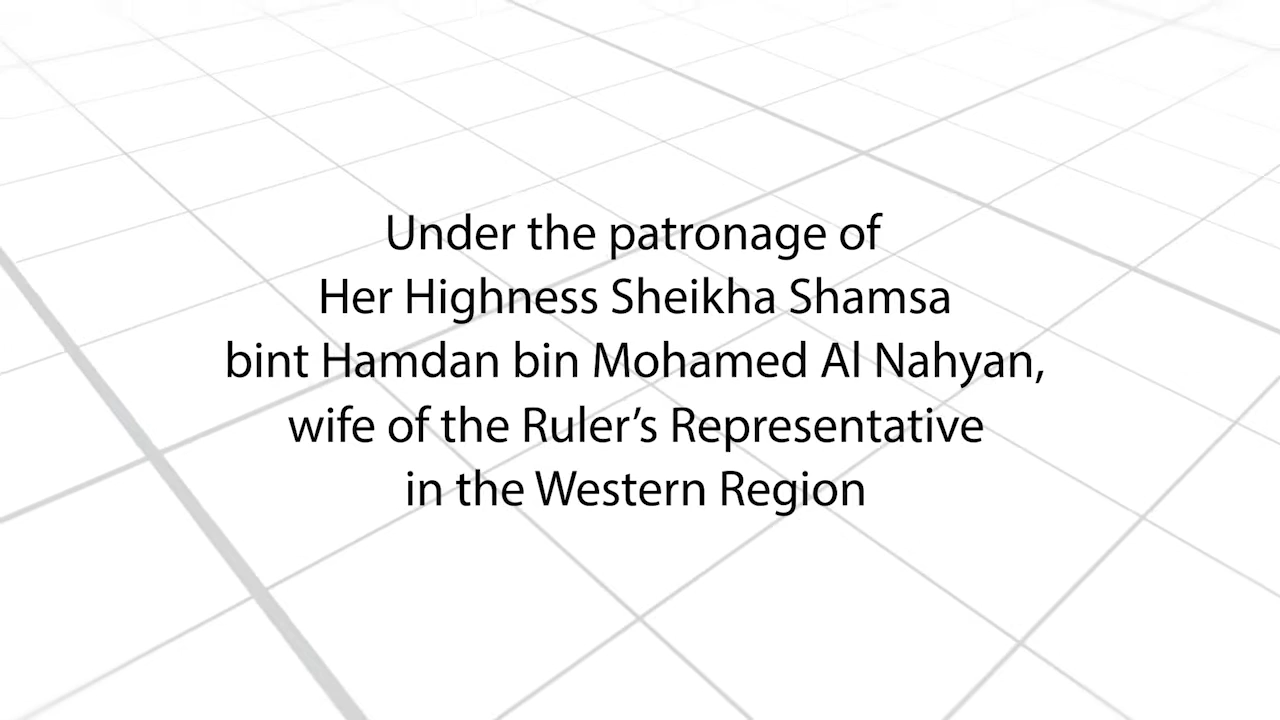 Under the patronage of
Her Highness Sheikha Shamsa
bint Hamdan bin Mohamed Al Nahyan,
wife of the Ruler’s Representative
in the Western Region